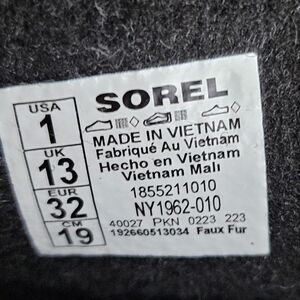 SOREL
USA
1
UK
13
EUR
32
CM
19
MADE IN VIETNAM
Fabriqué Au Vietnam
Hecho en Vietnam
Vietnam Malı
1855211010
NY1962-010
40027 PKN 0223 223
192660513034 Faux Fur